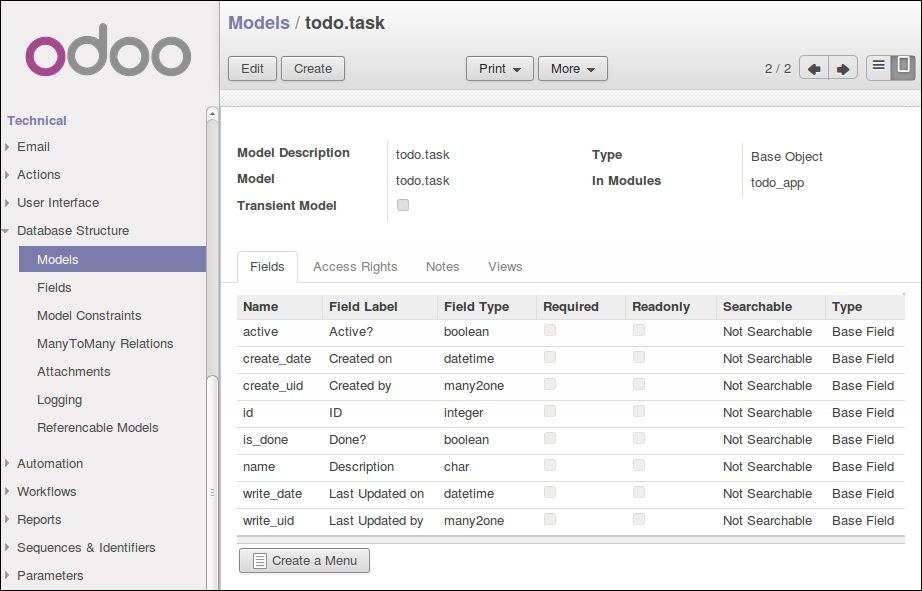 odoo
Models / todo.task
Edit Create Print More 2 / 2
Technical
Email
Actions
User Interface
Database Structure
Models
Fields
Model Constraints
ManyToMany Relations
Attachments
Logging
Referencable Models
Automation
Workflows
Reports
Sequences & Identifiers
Parameters
Model Description todo.task Type Base Object
Model todo.task In Modules todo_app
Transient Model
Fields Access Rights Notes Views
Name Field Label Field Type Required Readonly Searchable Type
active Active? boolean Not Searchable Base Field
create_date Created on datetime Not Searchable Base Field
create_uid Created by many2one Not Searchable Base Field
id ID integer Not Searchable Base Field
is_done Done? boolean Not Searchable Base Field
name Description char Not Searchable Base Field
write_date Last Updated on datetime Not Searchable Base Field
write_uid Last Updated by many2one Not Searchable Base Field
Create a Menu